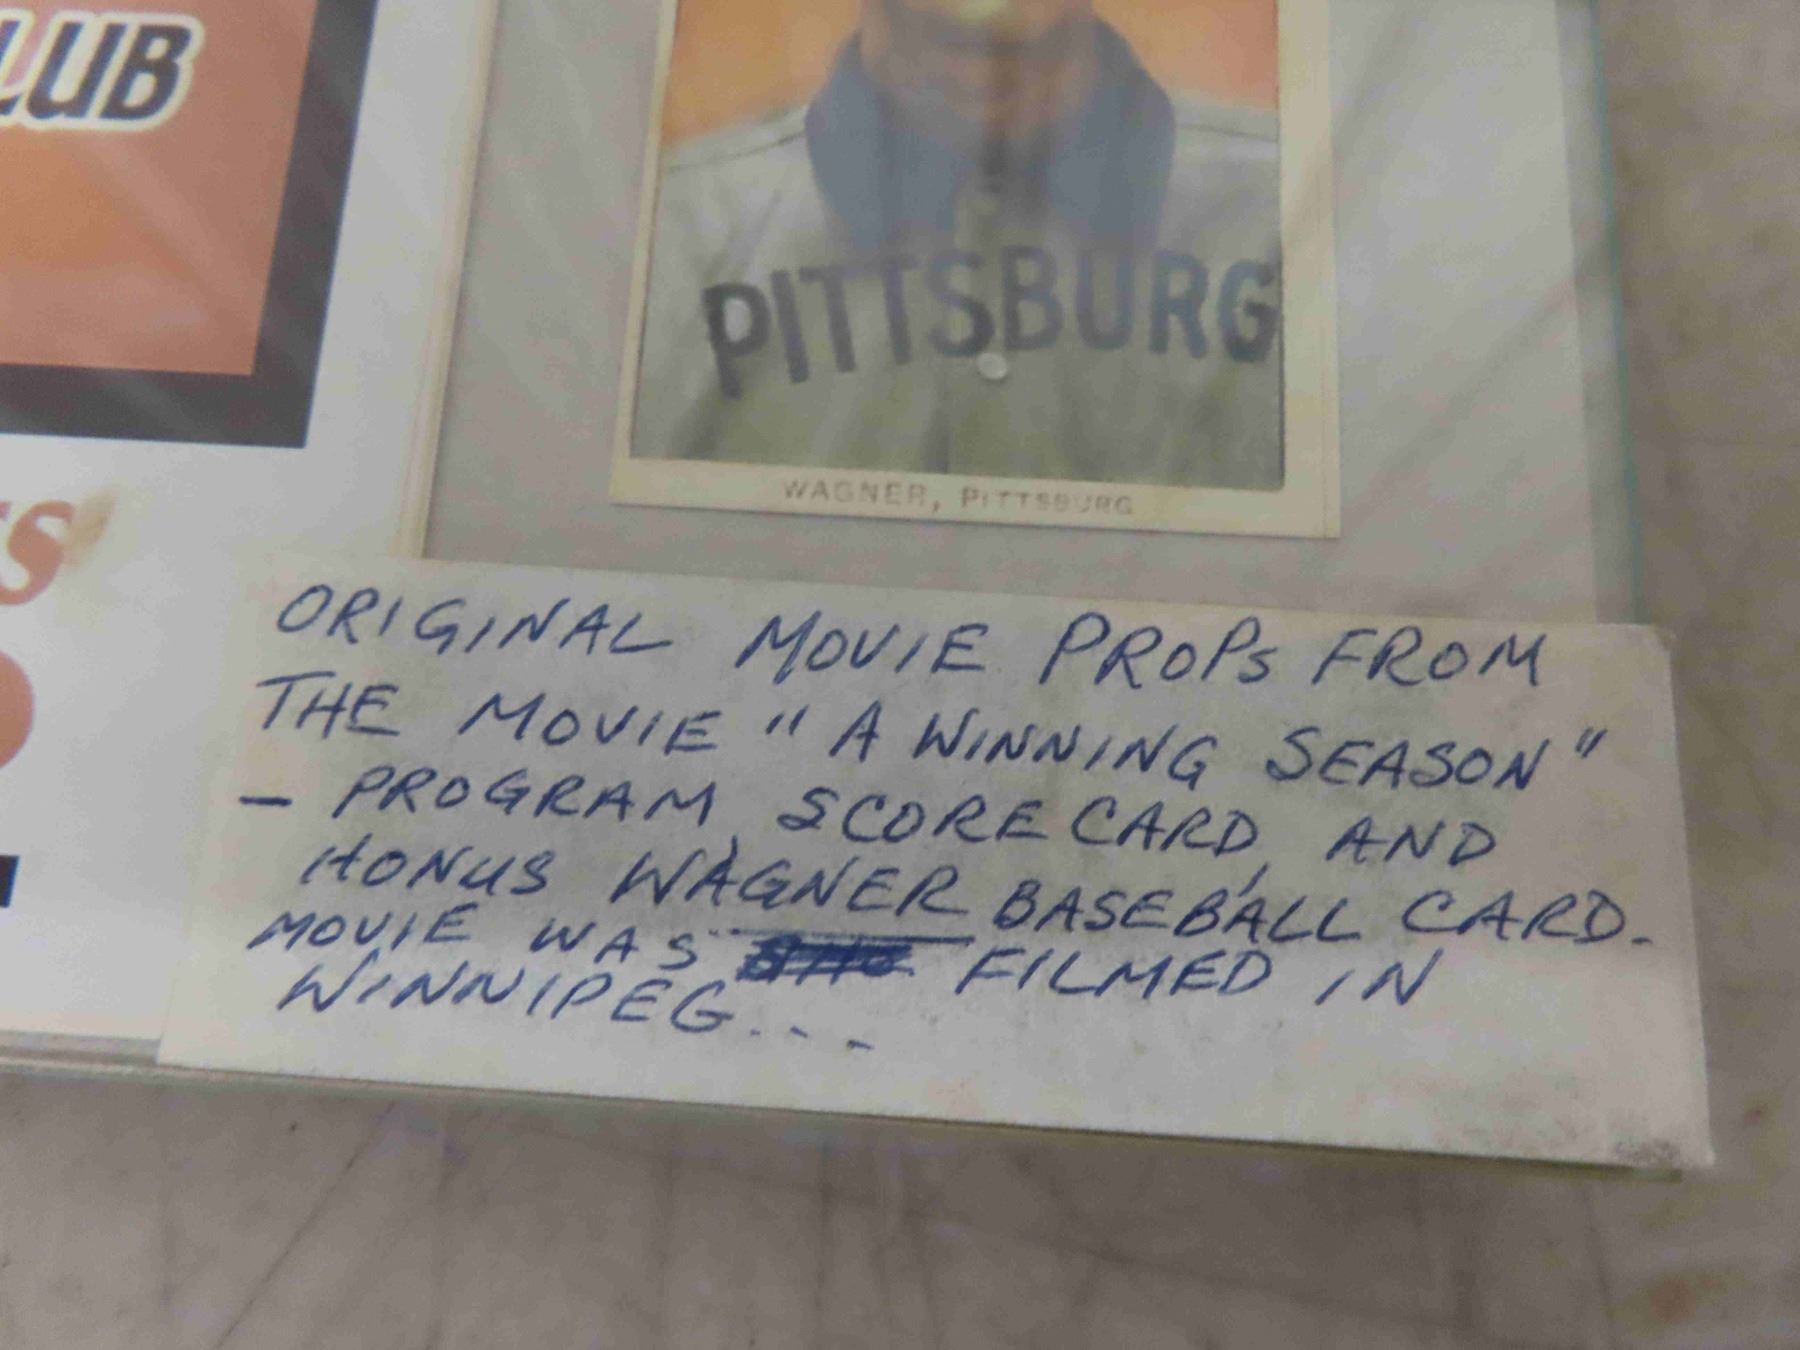 LUB
PITTSBURG
WAGNER, PITTSBURG
ORIGINAL MOVIE PROPS FROM
THE MOVIE "A WINNING SEASON"
- PROGRAM, SCORECARD, AND
HONUS WAGNER BASEBALL CARD.
MOVIE WAS FILMED IN
WINNIPEG...